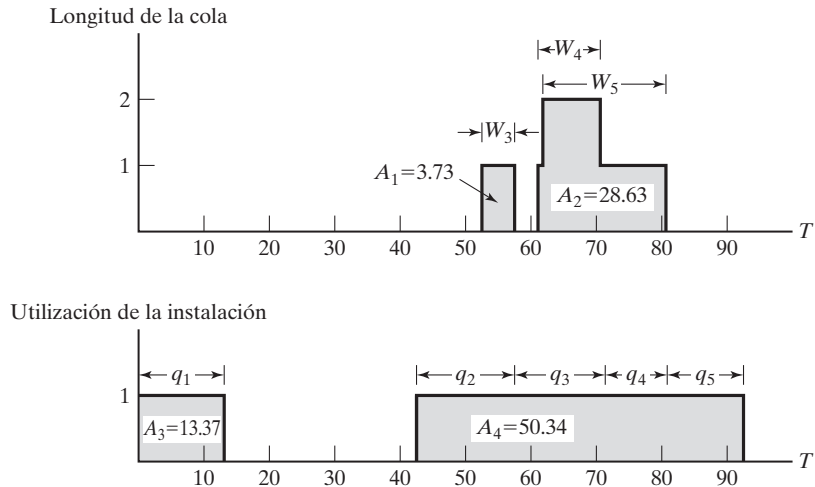 Longitud de la cola
W₄
W₅
2
W₃
1
A₁=3.73
A₂=28.63
10 20 30 40 50 60 70 80 90 T
Utilización de la instalación
q₁ q₂ q₃ q₄ q₅
1
A₃=13.37 A₄=50.34
10 20 30 40 50 60 70 80 90 T